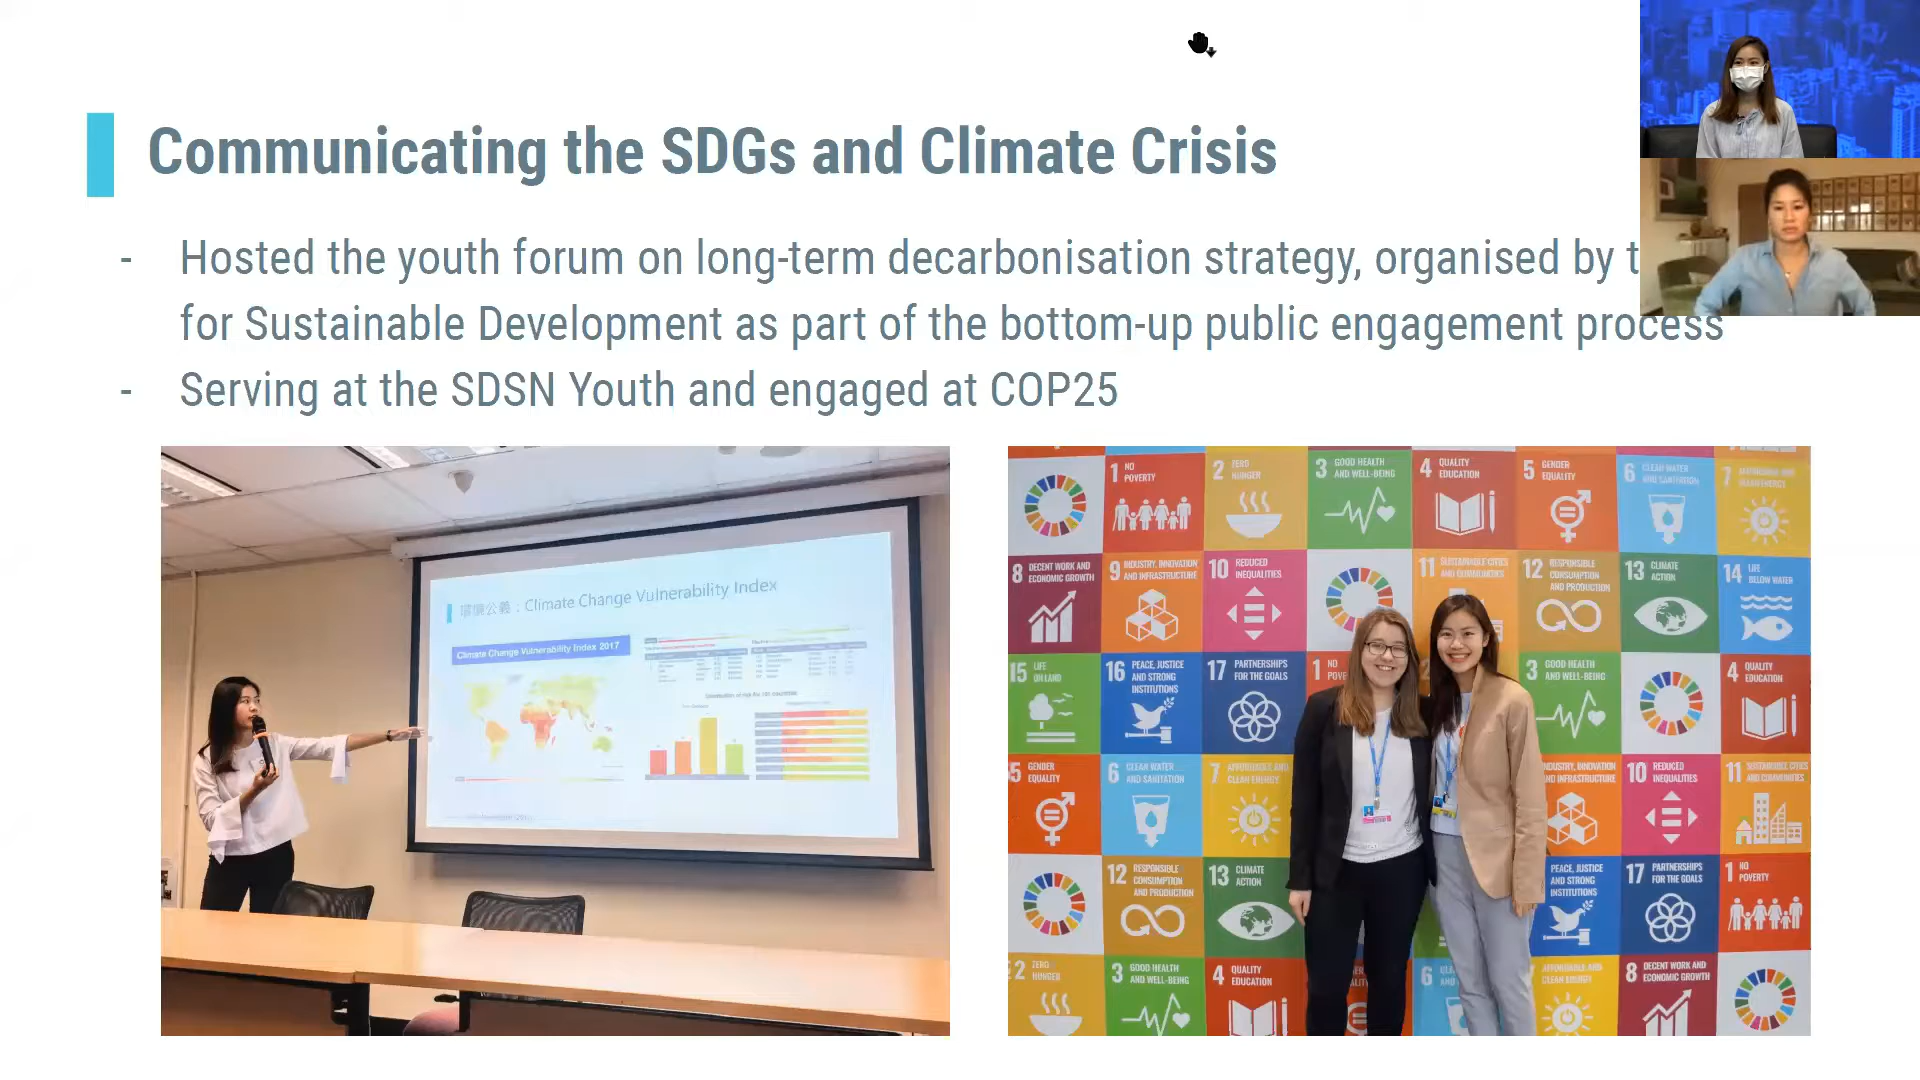 Communicating the SDGs and Climate Crisis
- Hosted the youth forum on long-term decarbonisation strategy, organised by
for Sustainable Development as part of the bottom-up public engagement process
- Serving at the SDSN Youth and engaged at COP25
環境公義：Climate Change Vulnerability Index
Climate Change Vulnerability Index 2017
1 NO POVERTY
2 ZERO HUNGER
3 GOOD HEALTH AND WELL-BEING
4 QUALITY EDUCATION
5 GENDER EQUALITY
6 CLEAN WATER AND SANITATION
7 AFFORDABLE AND CLEAN ENERGY
8 DECENT WORK AND ECONOMIC GROWTH
9 INDUSTRY, INNOVATION AND INFRASTRUCTURE
10 REDUCED INEQUALITIES
11 SUSTAINABLE CITIES AND COMMUNITIES
12 RESPONSIBLE CONSUMPTION AND PRODUCTION
13 CLIMATE ACTION
14 LIFE BELOW WATER
15 LIFE ON LAND
16 PEACE, JUSTICE AND STRONG INSTITUTIONS
17 PARTNERSHIPS FOR THE GOALS
1 NO
3 GOOD HEALTH AND WELL-BEING
4 QUALITY EDUCATION
5 GENDER EQUALITY
6 CLEAN WATER AND SANITATION
7 AFFORDABLE AND CLEAN ENERGY
INDUSTRY, INNOVATION AND INFRASTRUCTURE
10 REDUCED INEQUALITIES
11 SUSTAINABLE CITIES AND COMMUNITIES
12 RESPONSIBLE CONSUMPTION AND PRODUCTION
13 CLIMATE ACTION
PEACE, JUSTICE AND STRONG INSTITUTIONS
17 PARTNERSHIPS FOR THE GOALS
1 NO POVERTY
2 ZERO HUNGER
3 GOOD HEALTH AND WELL-BEING
4 QUALITY EDUCATION
6
AFFORDABLE AND CLEAN ENERGY
8 DECENT WORK AND ECONOMIC GROWTH